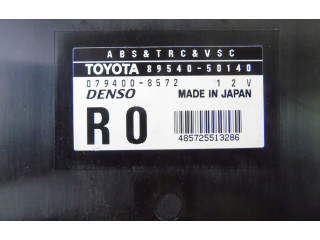 ABS&TRC&VSC
TOYOTA 89540-50140
079400-8572 12V
DENSO MADE IN JAPAN
R0
485725513286